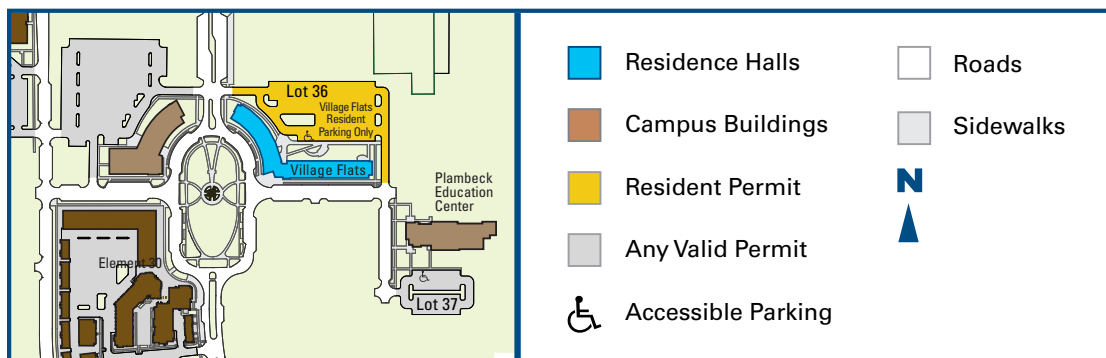 Lot 36
Village Flats
Resident
Parking Only
Village Flats
Plambeck
Education
Center
Element 30
Lot 37
Residence Halls
Campus Buildings
Resident Permit
Any Valid Permit
Accessible Parking
Roads
Sidewalks
N